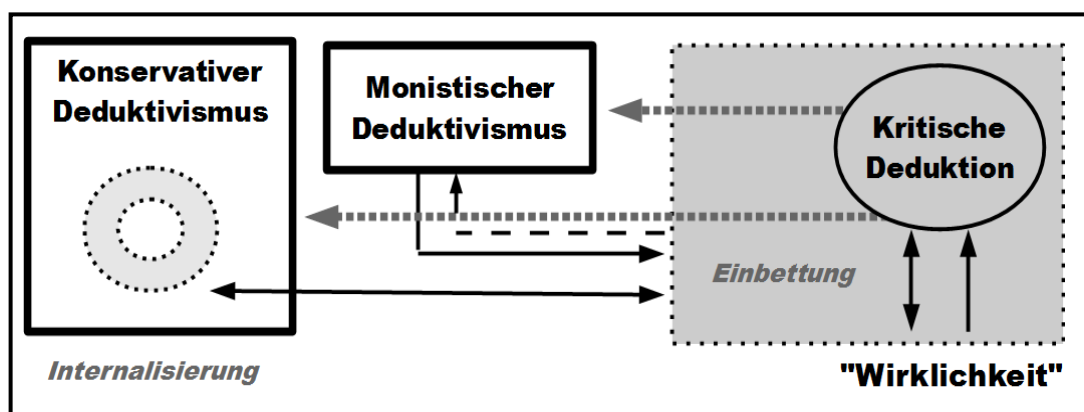 Konservativer
Deduktivismus
Monistischer
Deduktivismus
Kritische
Deduktion
Einbettung
Internalisierung
"Wirklichkeit"